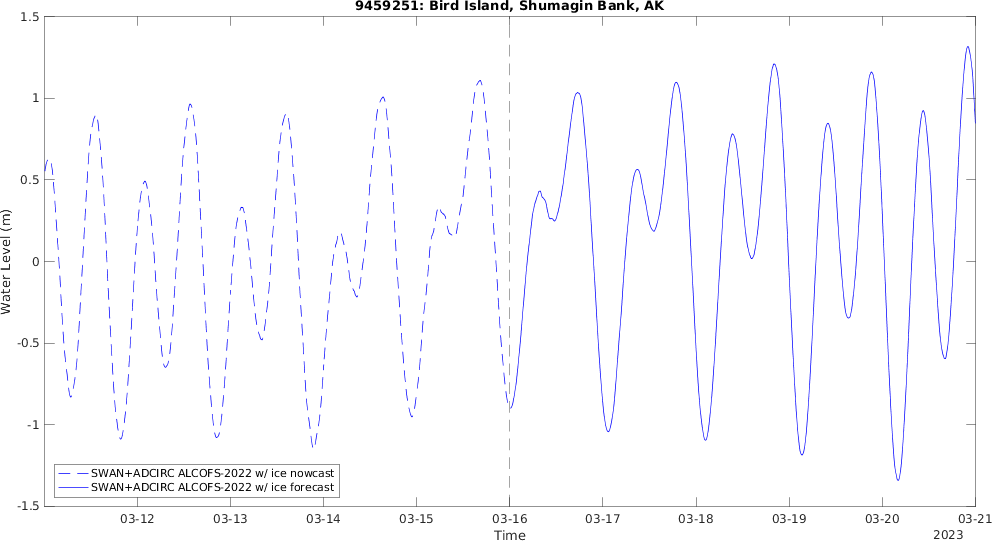 9459251: Bird Island, Shumagin Bank, AK
1.5
1
0.5
0
-0.5
-1
-1.5
Water Level (m)
SWAN+ADCIRC ALCOFS-2022 w/ ice nowcast
SWAN+ADCIRC ALCOFS-2022 w/ ice forecast
03-12 03-13 03-14 03-15 03-16 03-17 03-18 03-19 03-20 03-21
Time
2023